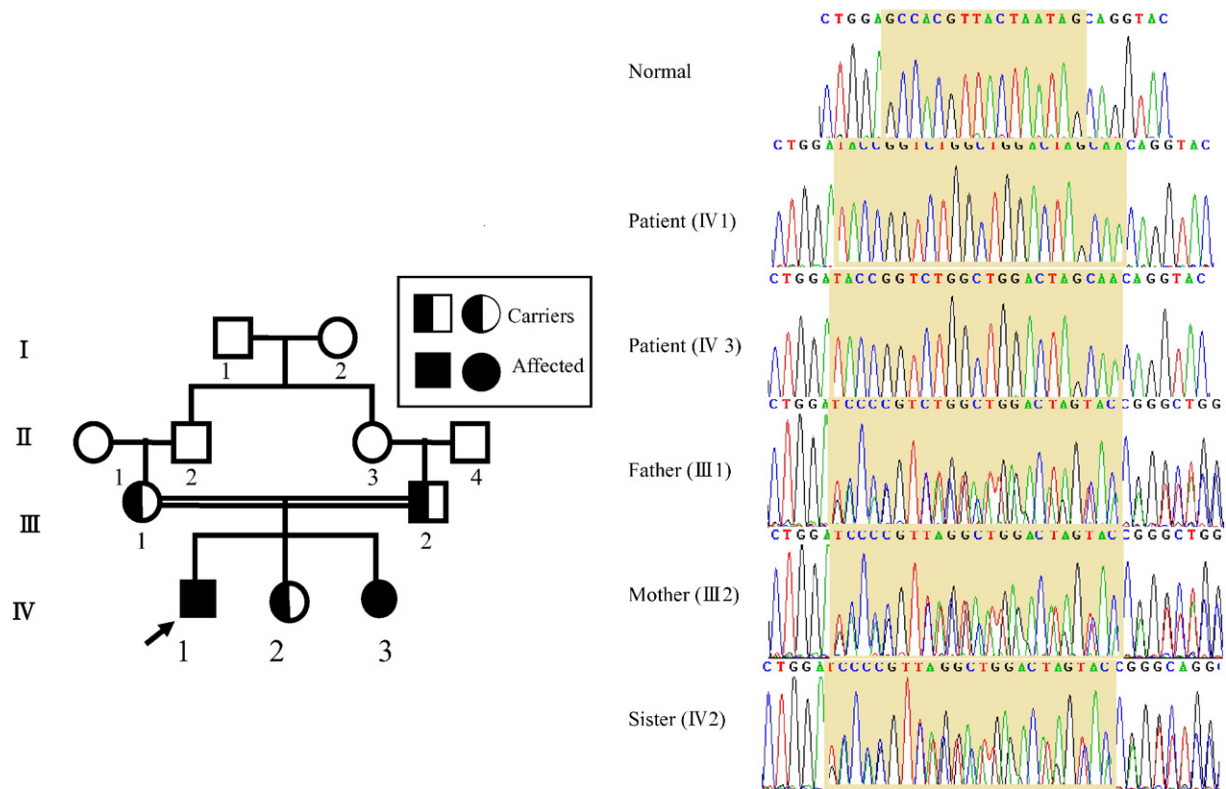 Carriers
Affected
I
1
2
II
1
2
3
4
III
1
2
IV
1
2
3
CTGGAGCCACGTTACTAATAGCAGGTAC
Normal
CTGGATACCGGTCTGGCTGGACTAGCAACAGGTAC
Patient (IV1)
CTGGATACCGGTCTGGCTGGACTAGCAACAGGTAC
Patient (IV 3)
CTGGATCCCCGTCTGGCTGGACTAGTACCGGGCTGG
Father (III1)
CTGGATCCCCGTTAGGCTGGACTAGTACCGGGCTGG
Mother (III2)
CTGGATCCCCGTTAGGCTGGACTAGTACCGGGCAGG
Sister (IV2)